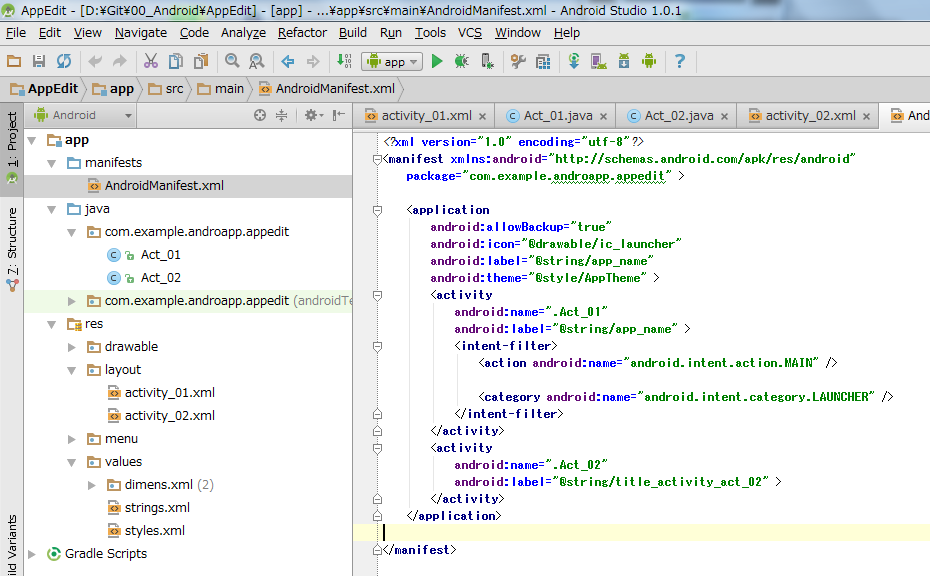 AppEdit - [D:¥Git¥00_Android¥AppEdit] - [app] - ...¥app¥src¥main¥AndroidManifest.xml - Android Studio 1.0.1
File Edit View Navigate Code Analyze Refactor Build Run Tools VCS Window Help
app
AppEdit app src main AndroidManifest.xml
Android
activity_01.xml Act_01.java Act_02.java activity_02.xml And
1: Project
7: Structure
ild Variants
app
manifests
AndroidManifest.xml
java
com.example.androapp.appedit
Act_01
Act_02
com.example.androapp.appedit (androidTe
res
drawable
layout
activity_01.xml
activity_02.xml
menu
values
dimens.xml (2)
strings.xml
styles.xml
Gradle Scripts
<?xml version="1.0" encoding="utf-8"?>
<manifest xmlns:android="http://schemas.android.com/apk/res/android"
package="com.example.androapp.appedit" >
<application
android:allowBackup="true"
android:icon="@drawable/ic_launcher"
android:label="@string/app_name"
android:theme="@style/AppTheme" >
<activity
android:name=".Act_01"
android:label="@string/app_name" >
<intent-filter>
<action android:name="android.intent.action.MAIN" />
<category android:name="android.intent.category.LAUNCHER" />
</intent-filter>
</activity>
<activity
android:name=".Act_02"
android:label="@string/title_activity_act_02" >
</activity>
</application>
</manifest>